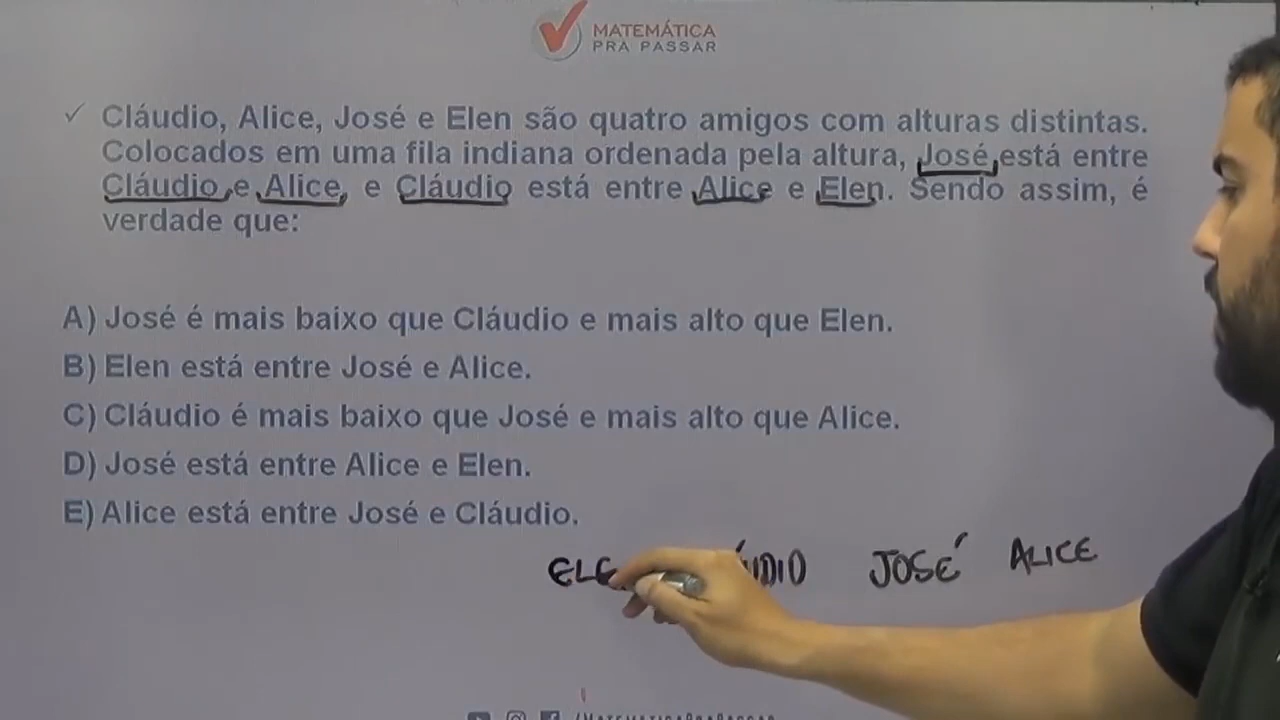 MATEMÁTICA
PRA PASSAR
✓ Cláudio, Alice, José e Elen são quatro amigos com alturas distintas.
Colocados em uma fila indiana ordenada pela altura, José está entre
Cláudio e Alice, e Cláudio está entre Alice e Elen. Sendo assim, é
verdade que:
A) José é mais baixo que Cláudio e mais alto que Elen.
B) Elen está entre José e Alice.
C) Cláudio é mais baixo que José e mais alto que Alice.
D) José está entre Alice e Elen.
E) Alice está entre José e Cláudio.
JOSÉ ALICE